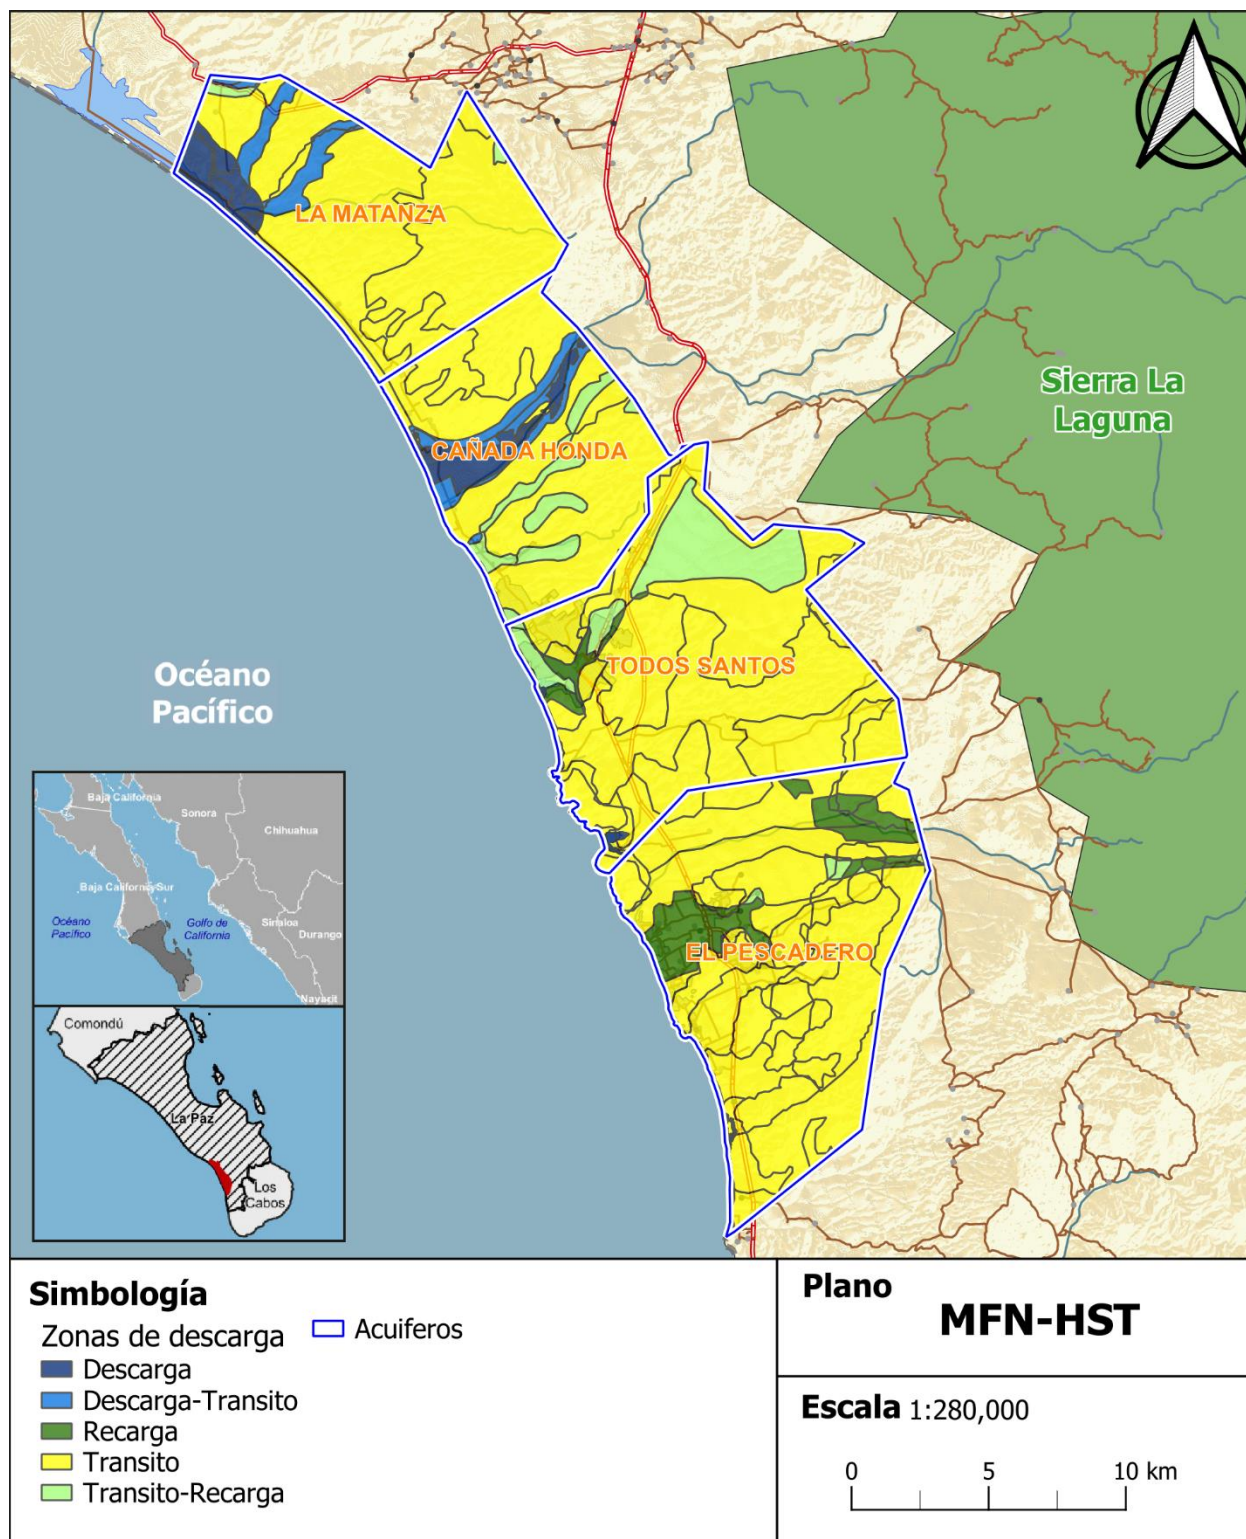 LA MATANZA
Sierra La
Laguna
CAÑADA HONDA
TODOS SANTOS
Océano
Pacífico
EL PESCADERO
Baja California
Sonora
Chihuahua
Baja California Sur
Océano
Pacífico
Golfo de
California
Sinaloa
Durango
Nayarit
Comondú
La Paz
Los
Cabos
Simbología
Zonas de descarga
Acuiferos
Descarga
Descarga-Transito
Recarga
Transito
Transito-Recarga
Plano
MFN-HST
Escala 1:280,000
0 5 10 km